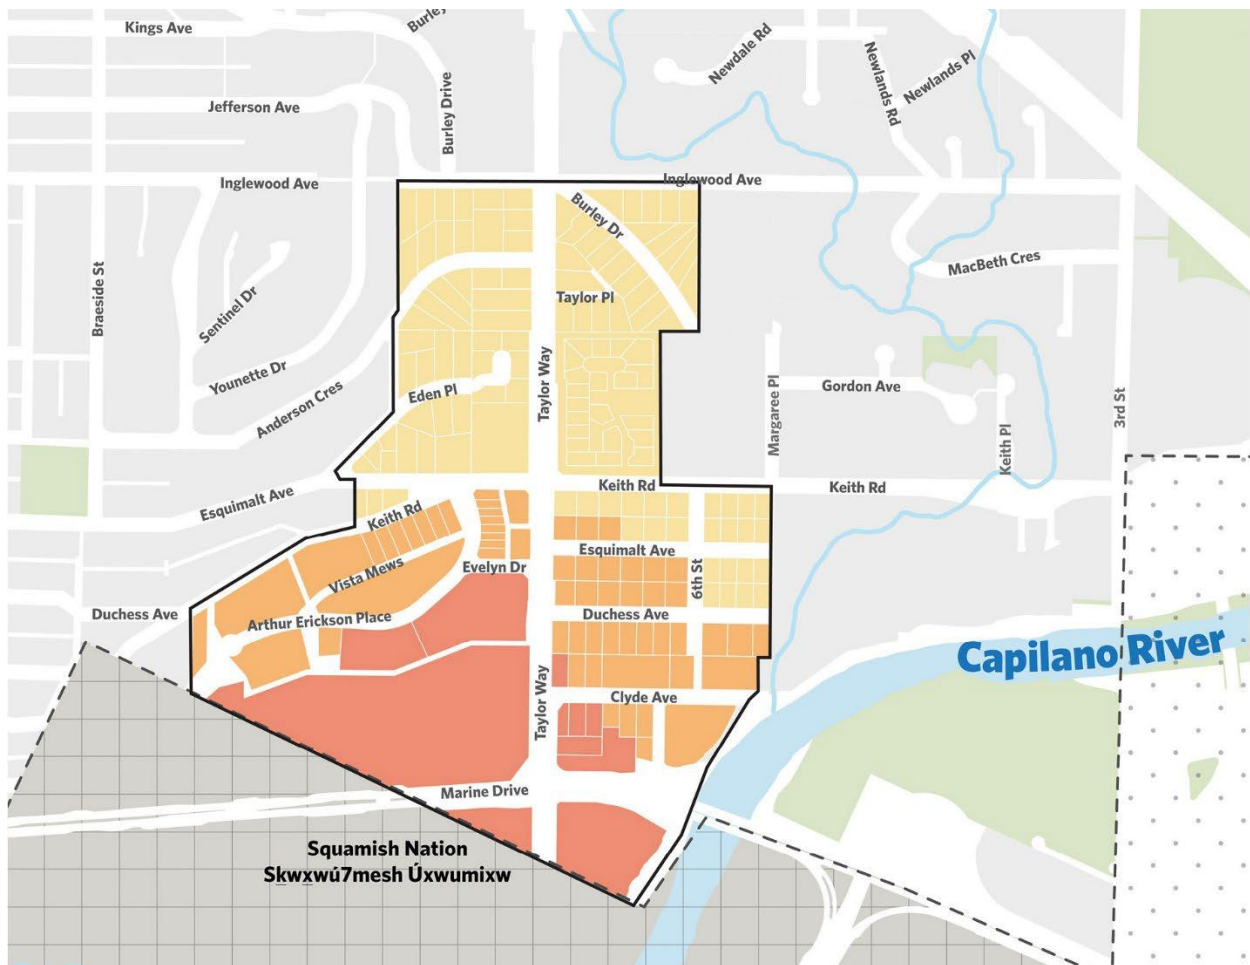 Kings Ave
Burley
Newdale Rd
Newlands Rd
Newlands Pl
Jefferson Ave
Burley Drive
Inglewood Ave
Inglewood Ave
Burley Dr
Braeside St
Sentinel Dr
MacBeth Cres
Taylor Pl
Younette Dr
Anderson Cres
Eden Pl
Taylor Way
Margaree Pl
Gordon Ave
Keith Pl
3rd St
Esquimalt Ave
Keith Rd
Keith Rd
Keith Rd
Esquimalt Ave
Vista Mews
Evelyn Dr
6th St
Duchess Ave
Arthur Erickson Place
Duchess Ave
Capilano River
Taylor Way
Clyde Ave
Marine Drive
Squamish Nation
Sḵwx̱wú7mesh Úxwumixw